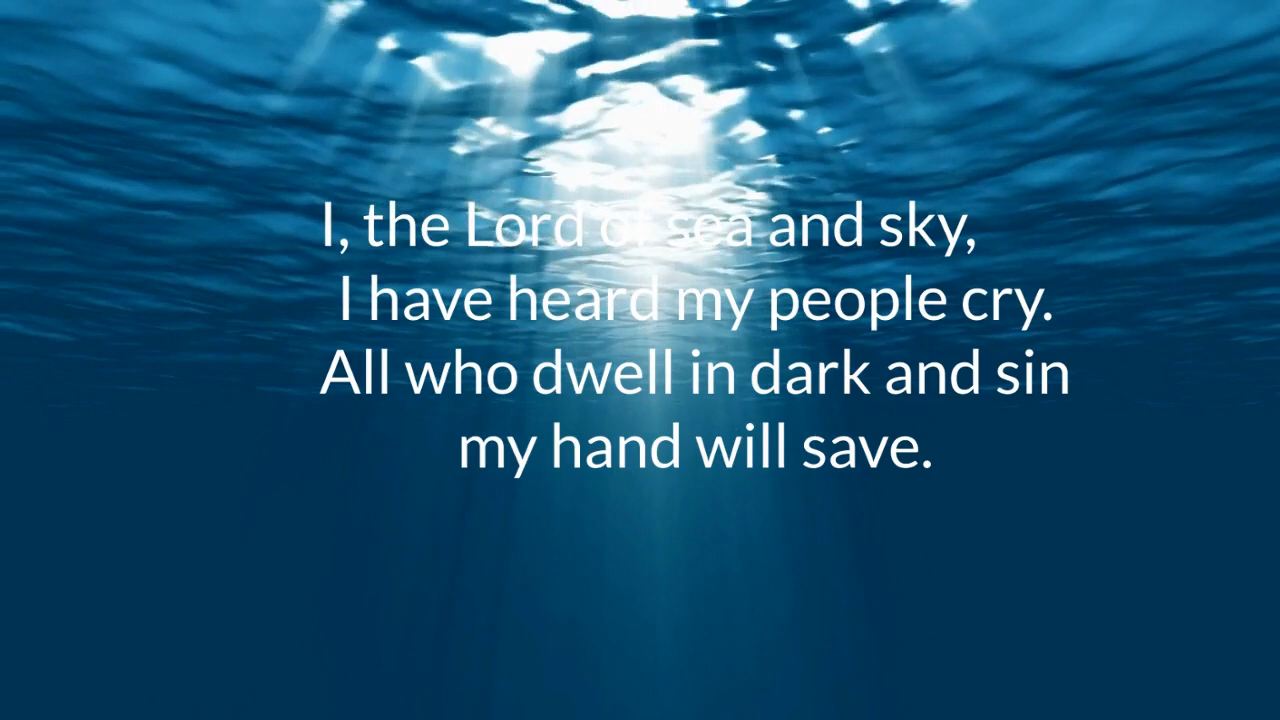 I, the Lord of sea and sky,
I have heard my people cry.
All who dwell in dark and sin
my hand will save.